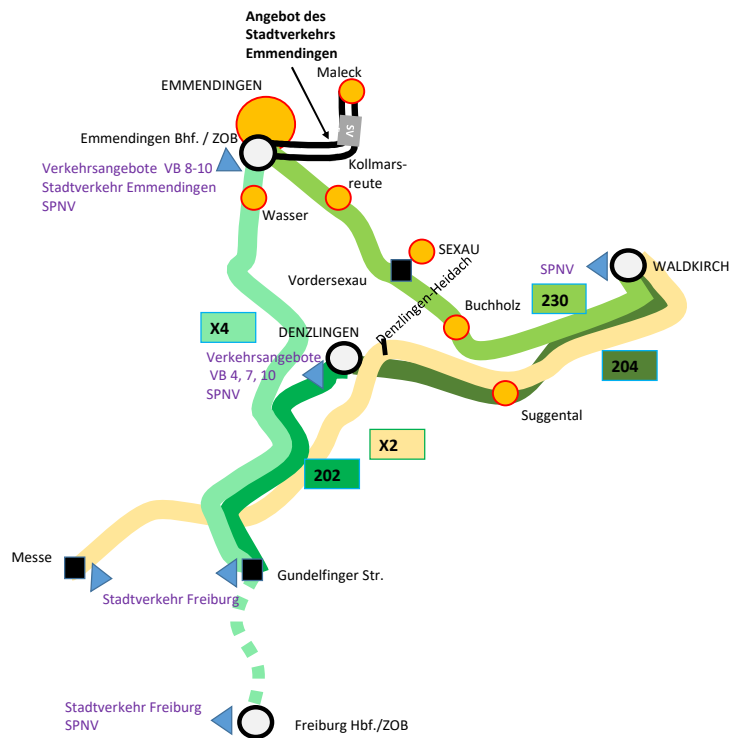 Angebot des
Stadtverkehrs
Emmendingen
Maleck
EMMENDINGEN
SV
Emmendingen Bhf. / ZOB
Verkehrsangebote VB 8-10
Stadtverkehr Emmendingen
SPNV
Kollmars-
reute
Wasser
SEXAU
Vordersexau
Denzlingen-Heidach
SPNV
WALDKIRCH
230
Buchholz
X4
DENZLINGEN
Verkehrsangebote
VB 4, 7, 10
SPNV
204
Suggental
X2
202
Messe
Gundelfinger Str.
Stadtverkehr Freiburg
Stadtverkehr Freiburg
SPNV
Freiburg Hbf./ZOB